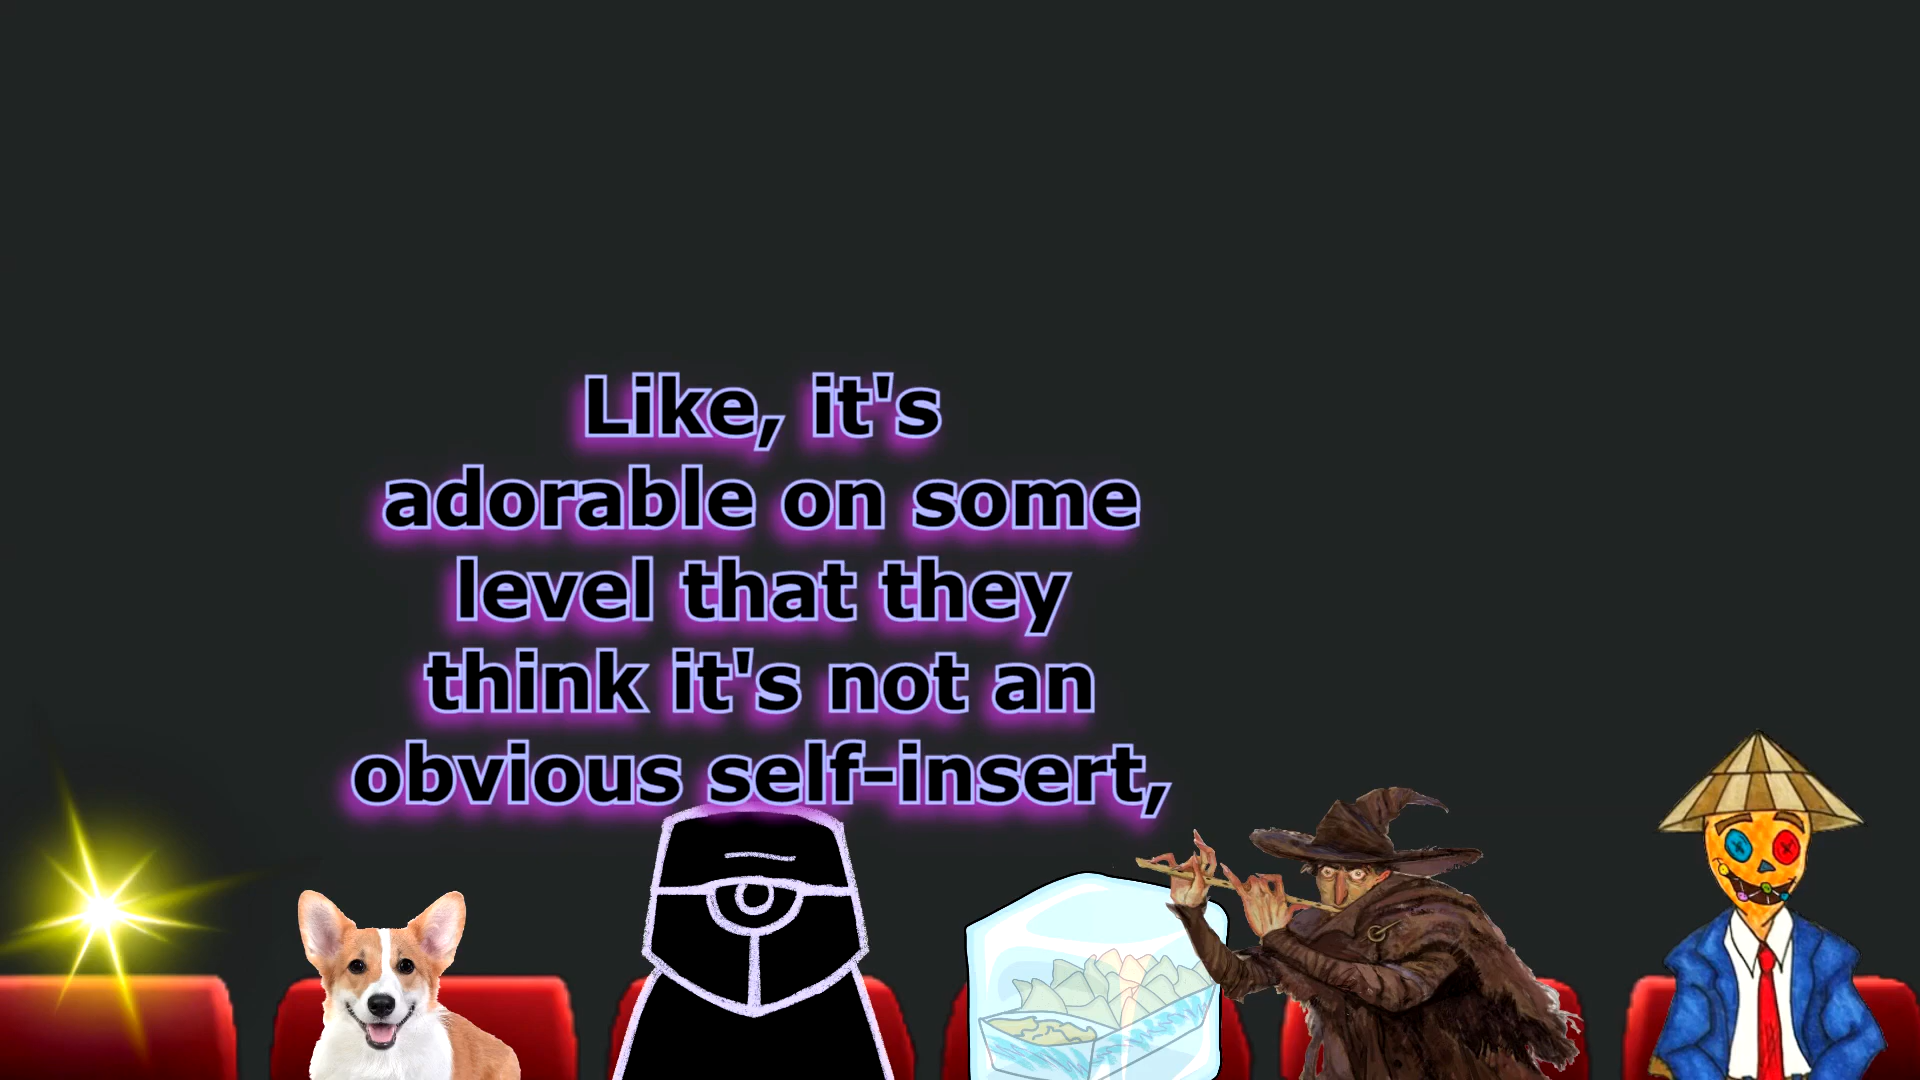 Like, it's
adorable on some
level that they
think it's not an
obvious self-insert,